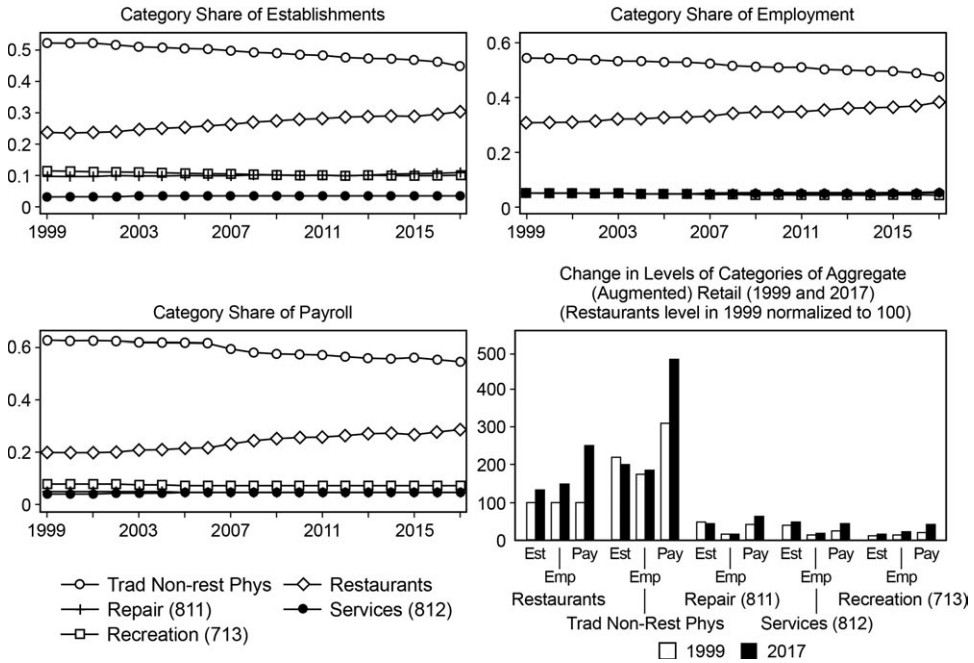 Category Share of Establishments
0.5
0.4
0.3
0.2
0.1
0
1999 2003 2007 2011 2015
Category Share of Employment
0.6
0.4
0.2
0
1999 2003 2007 2011 2015
Category Share of Payroll
0.6
0.4
0.2
0
1999 2003 2007 2011 2015
Change in Levels of Categories of Aggregate
(Augmented) Retail (1999 and 2017)
(Restaurants level in 1999 normalized to 100)
500
400
300
200
100
0
Est Pay Est Pay Est Pay Est Pay Est Pay
Emp Emp Emp Emp Emp
Restaurants Repair (811) Recreation (713)
Trad Non-Rest Phys Services (812)
1999 2017
Trad Non-rest Phys Restaurants
Repair (811) Services (812)
Recreation (713)